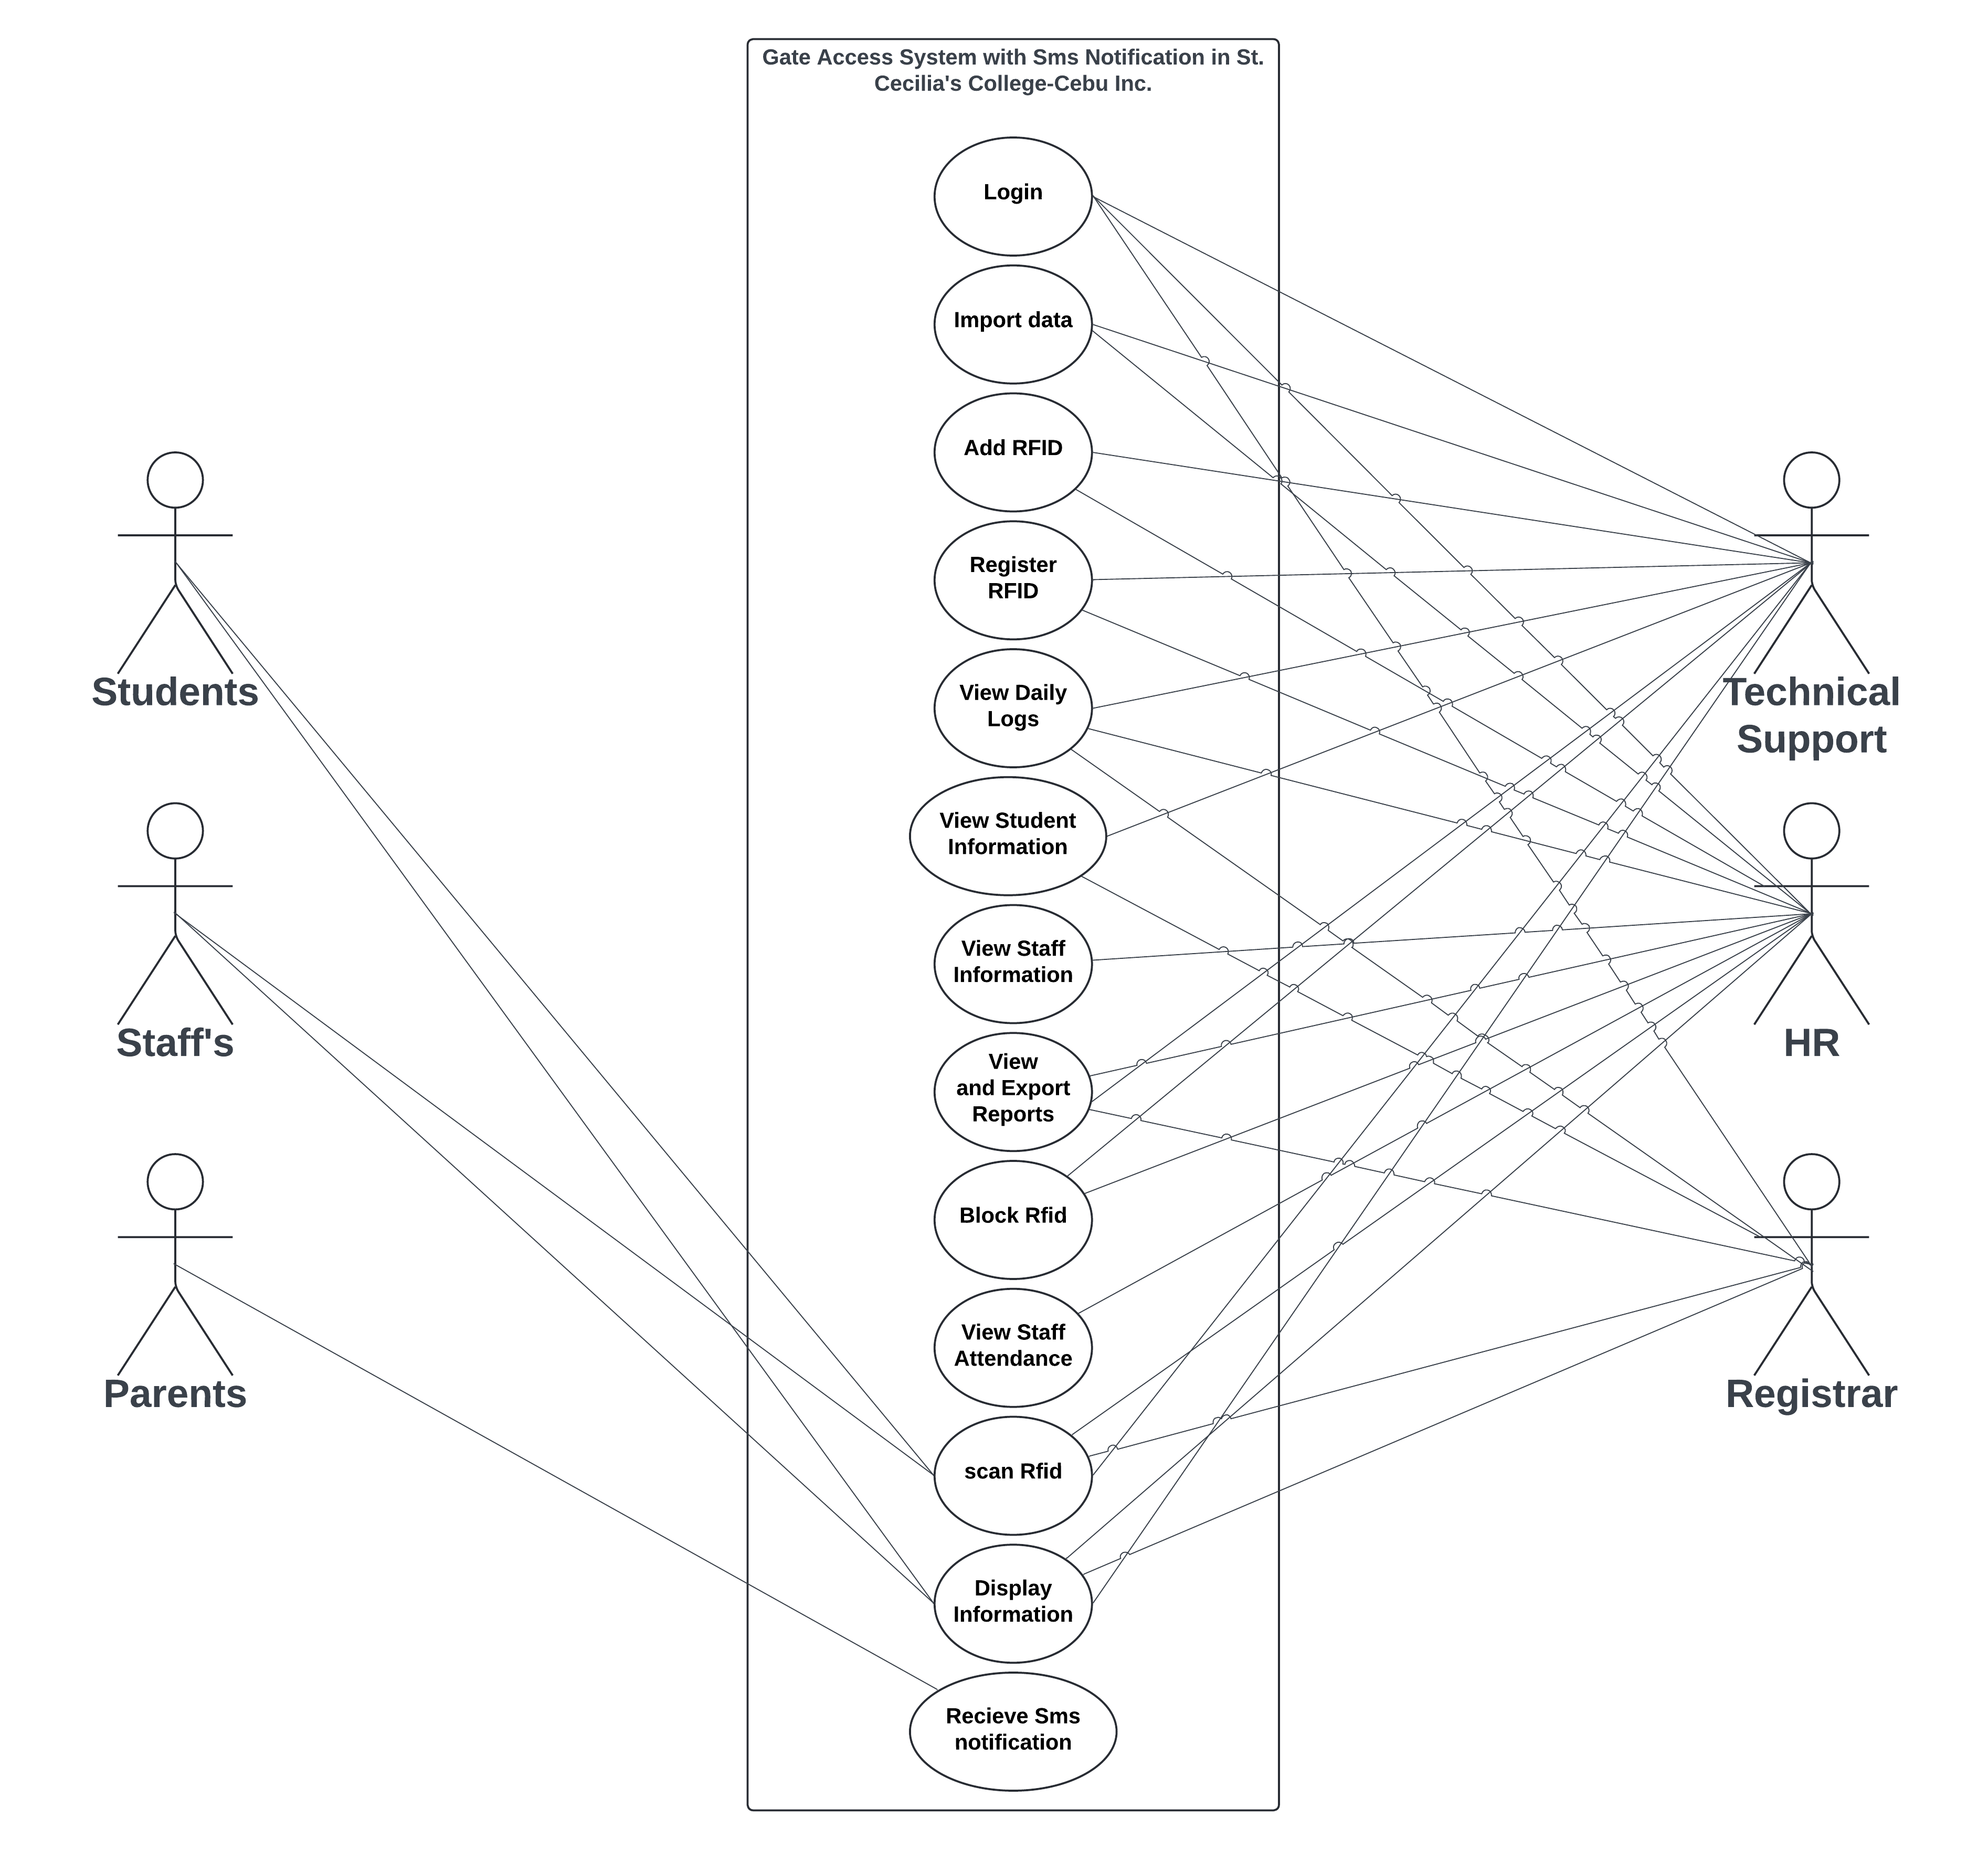 Gate Access System with Sms Notification in St.
Cecilia's College-Cebu Inc.
Login
Import data
Add RFID
Register
RFID
View Daily
Logs
View Student
Information
View Staff
Information
View
and Export
Reports
Block Rfid
View Staff
Attendance
scan Rfid
Display
Information
Recieve Sms
notification
Students
Staff's
Parents
Technical
Support
HR
Registrar